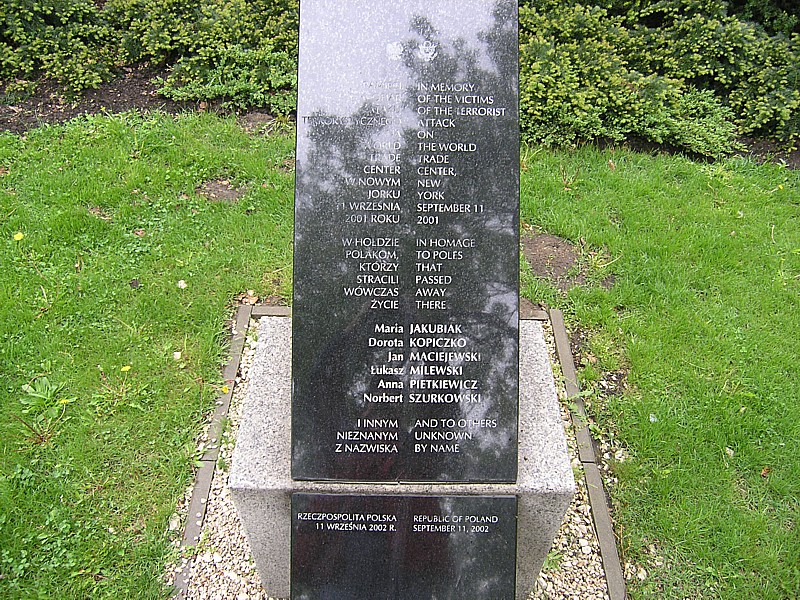 IN MEMORY
OF THE VICTIMS
OF THE TERRORIST
ATTACK
ON
THE WORLD
TRADE TRADE
CENTER CENTER,
W NOWYM NEW
JORKU YORK
11 WRZEŚNIA SEPTEMBER 11
2001 ROKU 2001
W HOŁDZIE IN HOMAGE
POLAKOM, TO POLES
KTÓRZY THAT
STRACILI PASSED
WÓWCZAS AWAY
ŻYCIE THERE
Maria JAKUBIAK
Dorota KOPICZKO
Jan MACIEJEWSKI
Łukasz MILEWSKI
Anna PIETKIEWICZ
Norbert SZURKOWSKI
I INNYM AND TO OTHERS
NIEZNANYM UNKNOWN
Z NAZWISKA BY NAME
RZECZPOSPOLITA POLSKA REPUBLIC OF POLAND
11 WRZEŚNIA 2002 R. SEPTEMBER 11, 2002